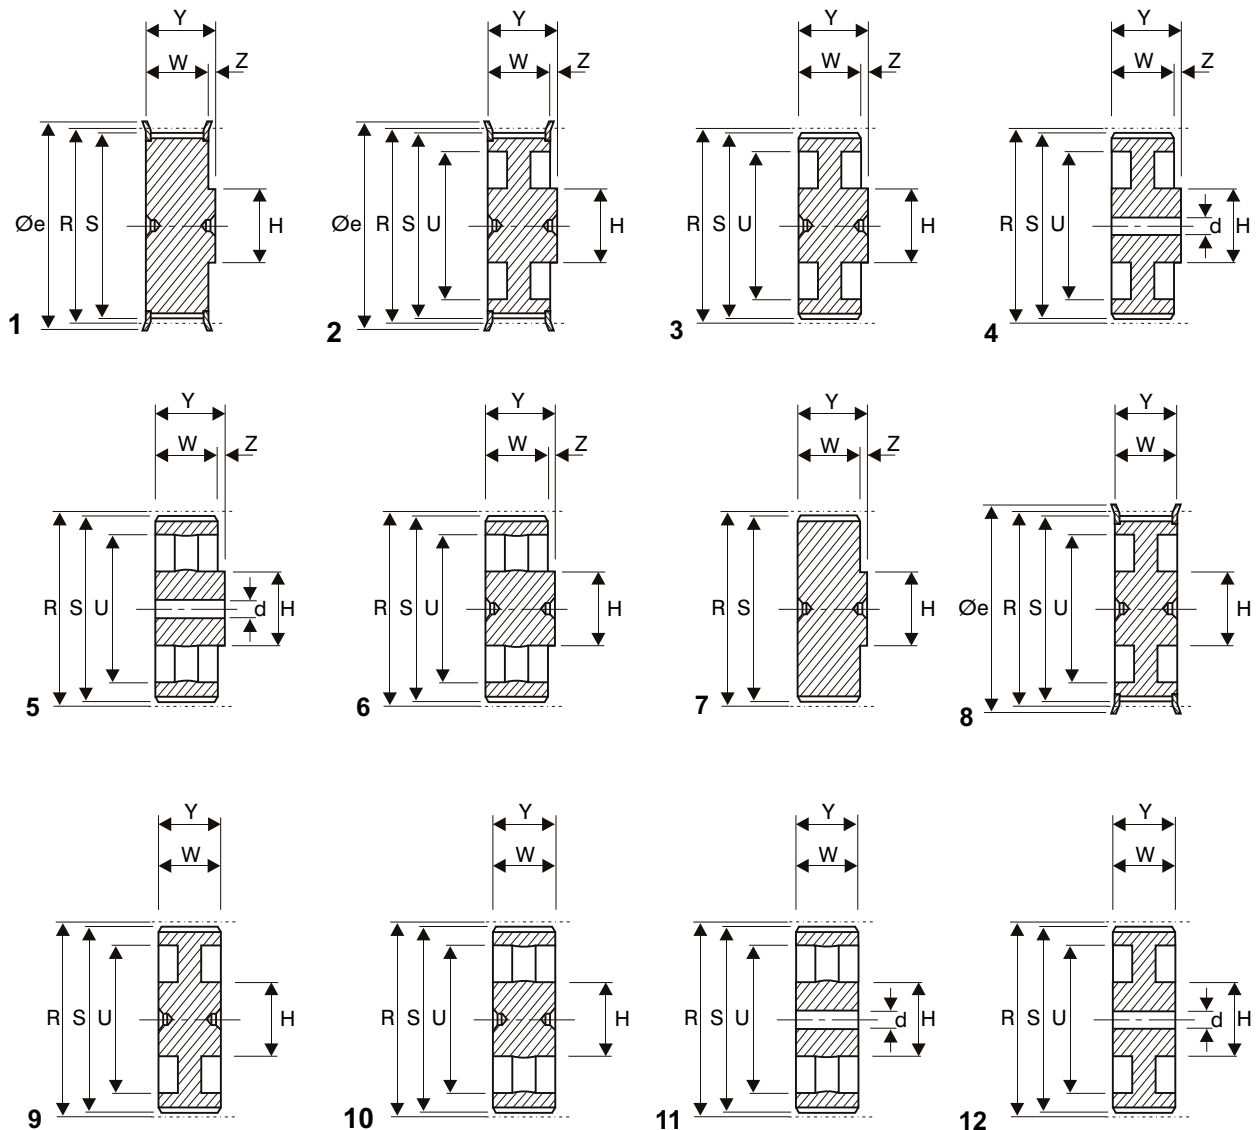 Y Y Y Y
W Z W Z W Z W Z
Øe R S H Øe R S U H R S U H R S U d H
1 2 3 4
Y Y Y Y
W Z W Z W Z W
R S U d H R S U H R S H Øe R S U H
5 6 7 8
Y Y Y Y
W W W W
R S U H R S U H R S U d H R S U d H
9 10 11 12